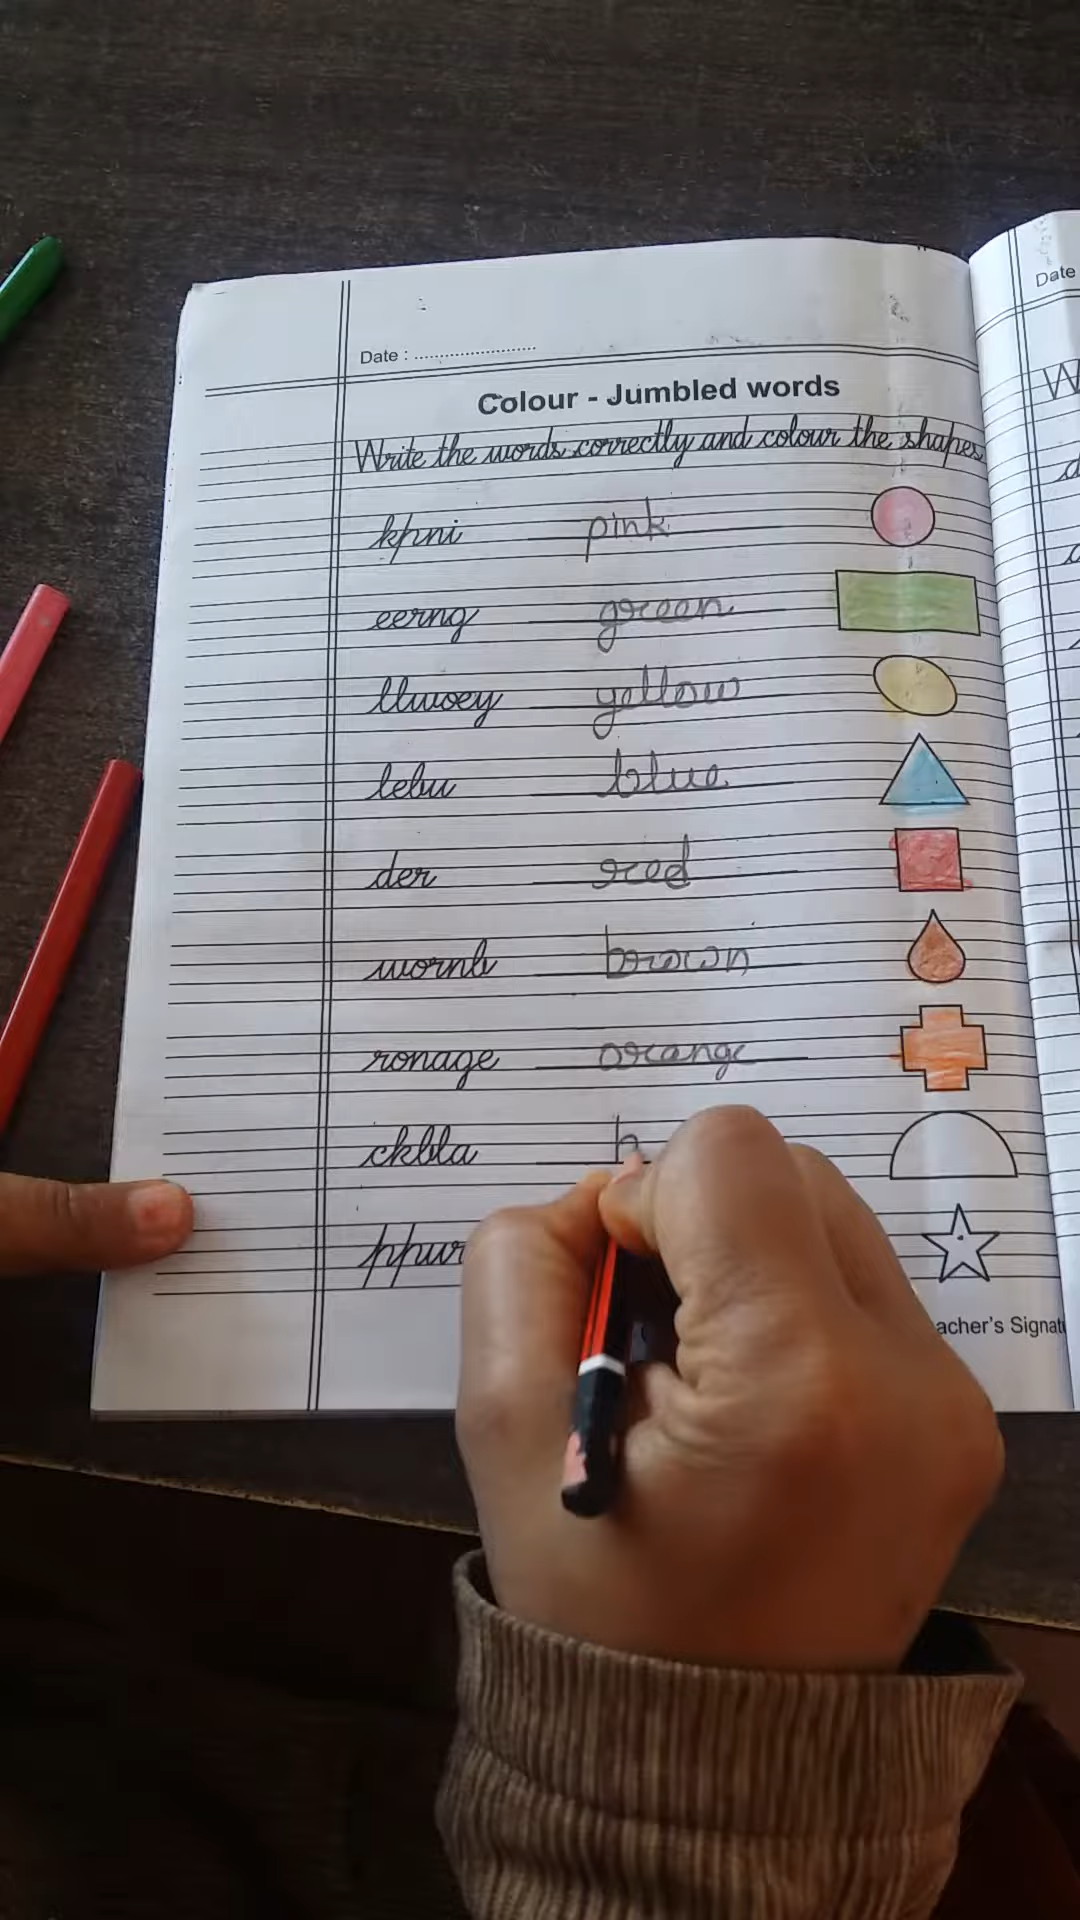 Date : ........................
Date
Colour - Jumbled words
Write the words correctly and colour the shapes
kpni pink
eerng green
llwoey yellow
lebu blue
der red
wornb brown
ronage orange
ckbla b
ppur
acher's Signat